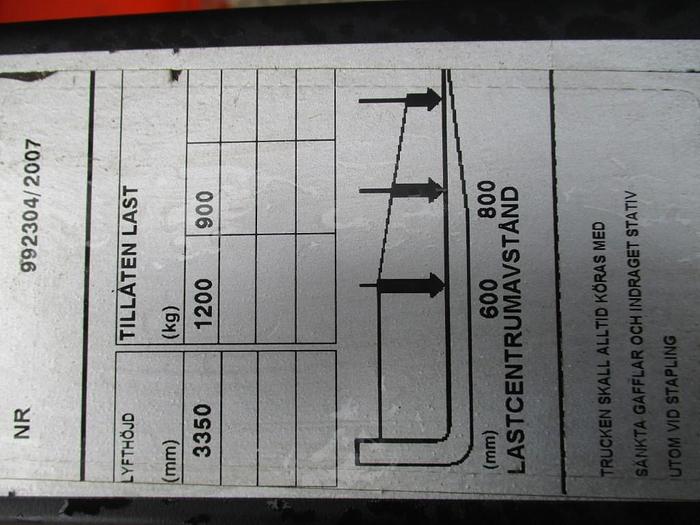 NR 992304/2007
LYFTHÖJD TILLÅTEN LAST
(mm) (kg)
3350 1200 900
600 800
(mm)
LASTCENTRUMAVSTÅND
TRUCKEN SKALL ALLTID KÖRAS MED
SÄNKTA GAFFLAR OCH INDRAGET STATIV
UTOM VID STAPLING